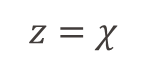 z = χ